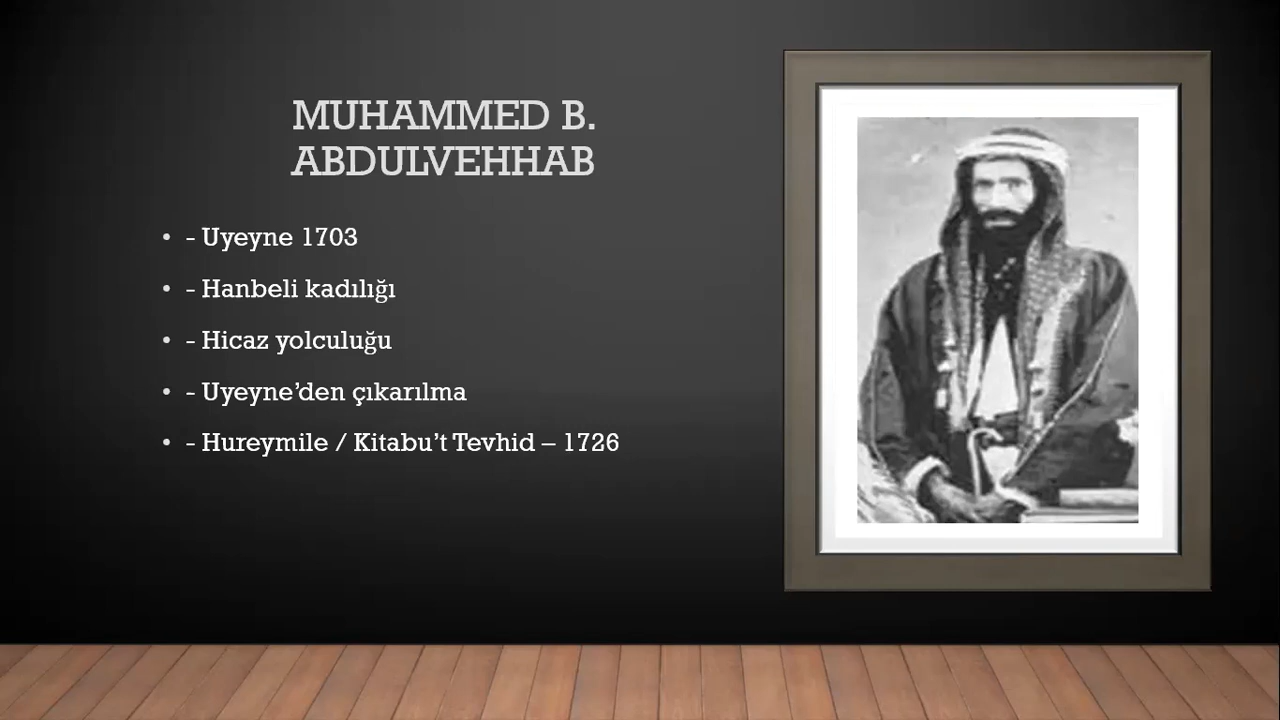 MUHAMMED B.
ABDULVEHHAB
• - Uyeyne 1703
• - Hanbeli kadılığı
• - Hicaz yolculuğu
• - Uyeyne’den çıkarılma
• - Hureymile / Kitabu’t Tevhid – 1726